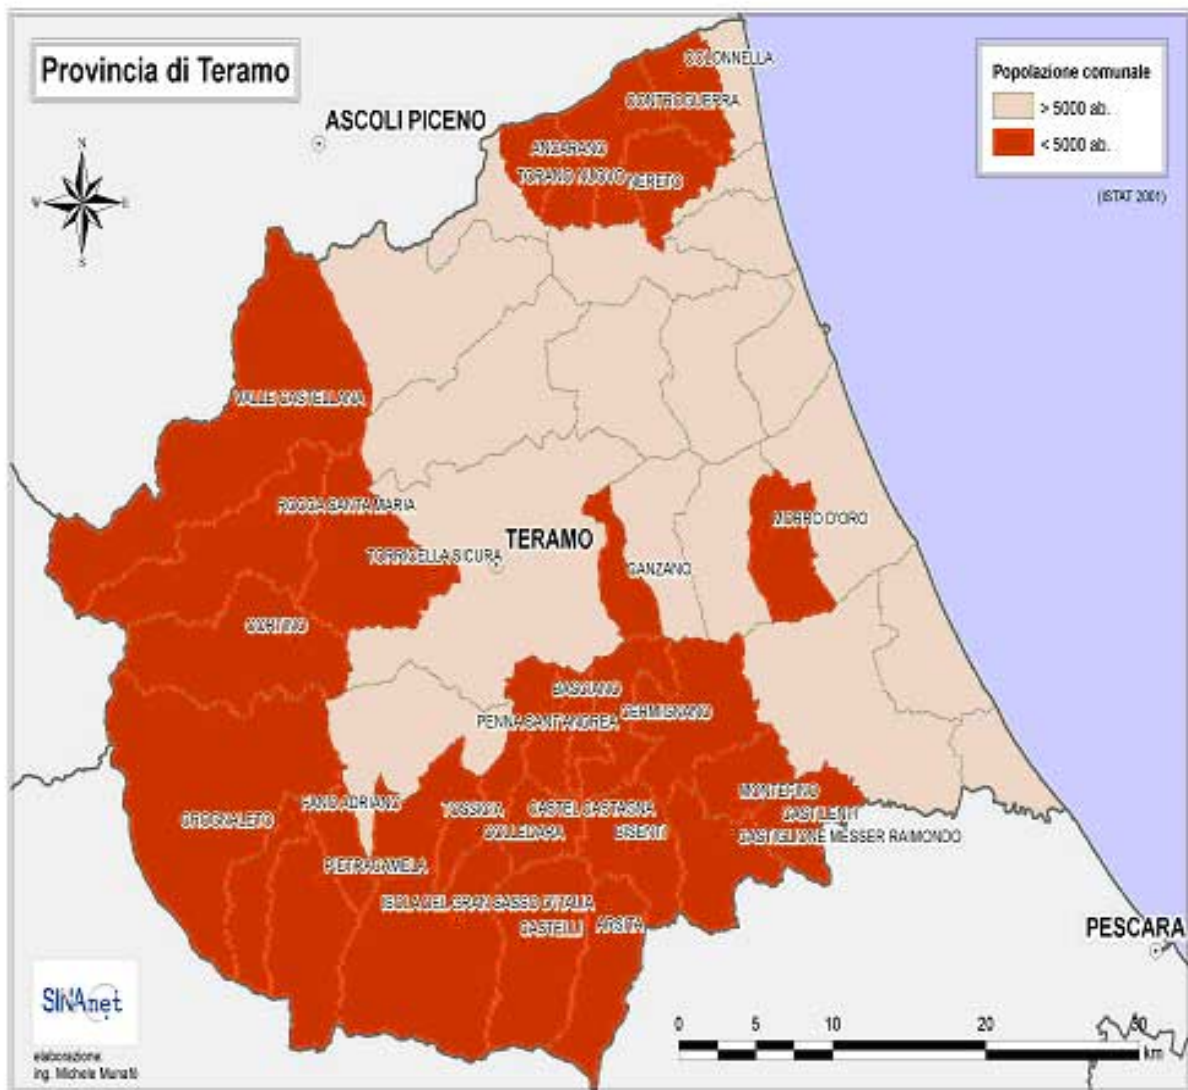 Provincia di Teramo
Popolazione comunale
> 5000 ab.
< 5000 ab.
(ISTAT 2001)
N
W
E
S
ASCOLI PICENO
COLONNELLA
CONTROGUERRA
ANCARANO
TORANO NUOVO
NERETO
VALLE CASTELLANA
ROCCA SANTA MARIA
MORRO D'ORO
TERAMO
TORRICELLA SICURA
CANZANO
CORTINO
BASCIANO
CERMIGNANO
PENNA SANT'ANDREA
MONTEFINO
FANO ADRIANO
TOSSICIA
CASTEL CASTAGNA
CASTILENTI
CROGNALETO
COLLEDARA
BISENTI
CASTIGLIONE MESSER RAIMONDO
PIETRACAMELA
ISOLA DEL GRAN SASSO D'ITALIA
CASTELLI
ARSITA
PESCARA
SINAnet
elaborazione
ing. Michele Munafò
0 5 10 20 30
km